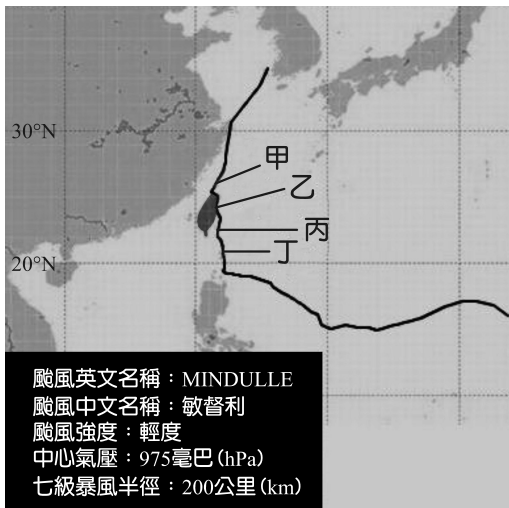 甲
30°N
乙
丙
丁
20°N
颱風英文名稱：MINDULLE
颱風中文名稱：敏督利
颱風強度：輕度
中心氣壓：975毫巴(hPa)
七級暴風半徑：200公里(km)